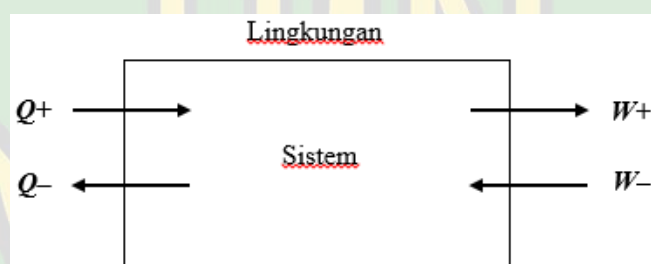 Lingkungan
Q+ W+
Sistem
Q– W–